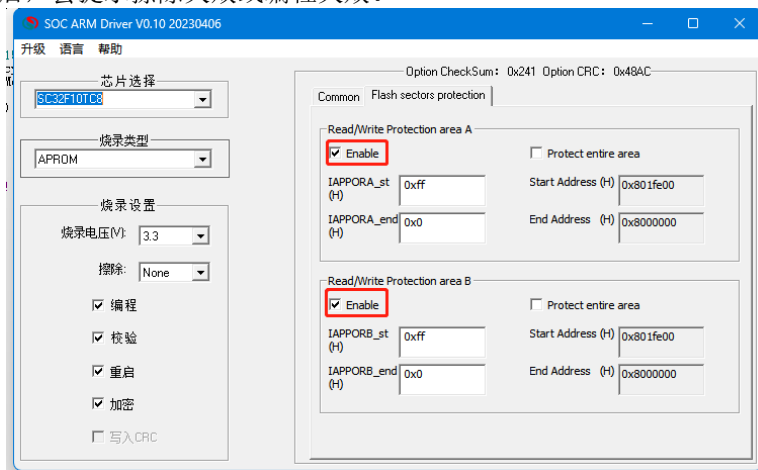 SOC ARM Driver V0.10 20230406
升级 语言 帮助
芯片选择
SC32F10TC8
烧录类型
APROM
烧录设置
烧录电压(V): 3.3
擦除: None
编程
校验
重启
加密
写入CRC
Option CheckSum: 0x241 Option CRC: 0x48AC
Common Flash sectors protection
Read/Write Protection area A
Enable Protect entire area
IAPPORA_st (H) 0xff Start Address (H) 0x801fe00
IAPPORA_end (H) 0x0 End Address (H) 0x8000000
Read/Write Protection area B
Enable Protect entire area
IAPPORB_st (H) 0xff Start Address (H) 0x801fe00
IAPPORB_end (H) 0x0 End Address (H) 0x8000000